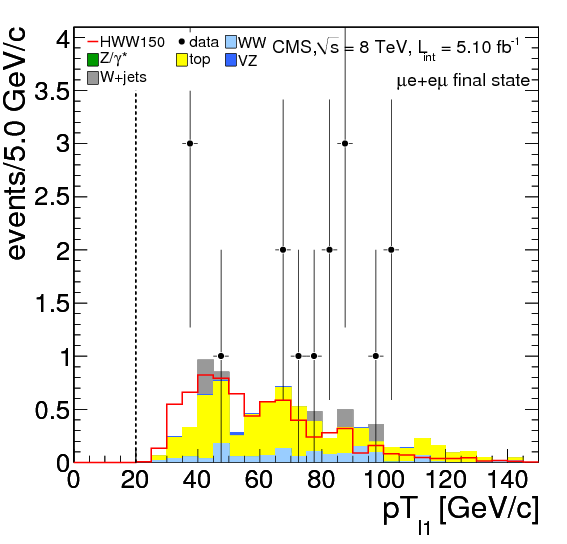 HWW150 data WW CMS,√s = 8 TeV, L_int = 5.10 fb⁻¹
Z/γ* top VZ
W+jets μe+eμ final state
events/5.0 GeV/c
4
3.5
3
2.5
2
1.5
1
0.5
0
0 20 40 60 80 100 120 140
pT_l1 [GeV/c]